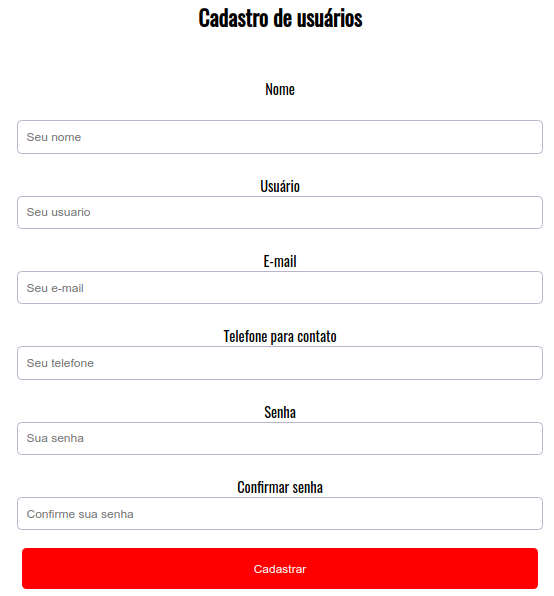 Cadastro de usuários
Nome
Seu nome
Usuário
Seu usuario
E-mail
Seu e-mail
Telefone para contato
Seu telefone
Senha
Sua senha
Confirmar senha
Confirme sua senha
Cadastrar